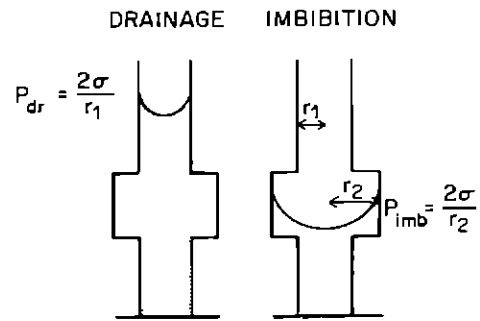 DRAINAGE IMBIBITION
P_dr = 2σ/r₁
r₁
r₂
P_imb = 2σ/r₂